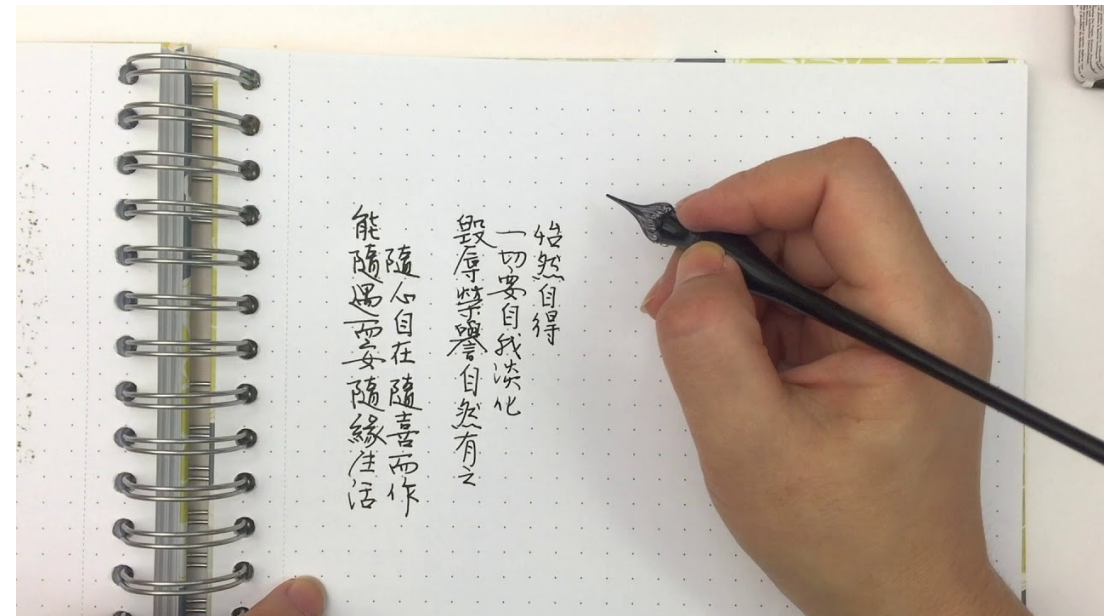 怡然自得
一切要自我淡化
毀辱榮譽自然有之
隨心自在 隨喜而作
能隨遇而安 隨緣生活